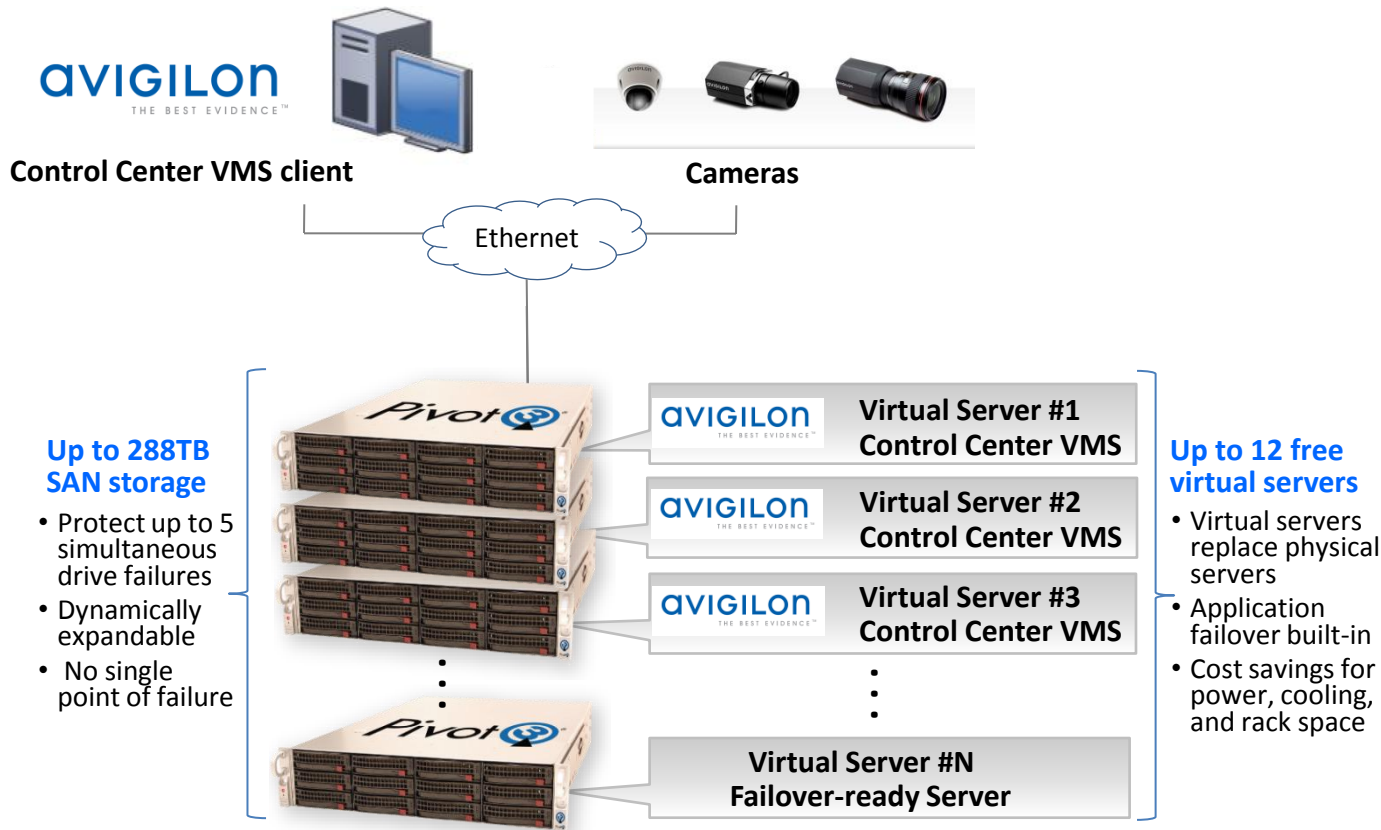 avigilon
THE BEST EVIDENCE™
Control Center VMS client
Cameras
Ethernet
Up to 288TB
SAN storage
• Protect up to 5
simultaneous
drive failures
• Dynamically
expandable
• No single
point of failure
Pivot3
avigilon
THE BEST EVIDENCE™
Virtual Server #1
Control Center VMS
avigilon
THE BEST EVIDENCE™
Virtual Server #2
Control Center VMS
avigilon
THE BEST EVIDENCE™
Virtual Server #3
Control Center VMS
Pivot3
Virtual Server #N
Failover-ready Server
Up to 12 free
virtual servers
• Virtual servers
replace physical
servers
• Application
failover built-in
• Cost savings for
power, cooling,
and rack space